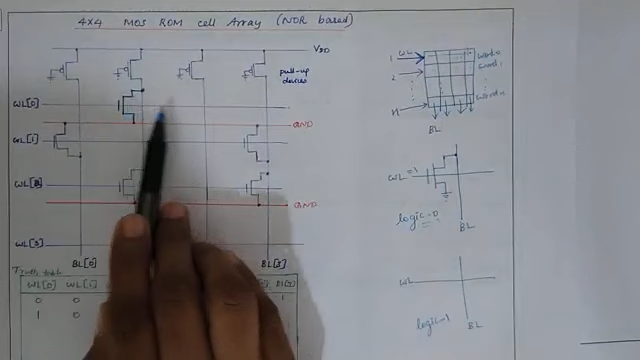 4X4 MOS ROM cell Array (NOR based)
VDD
pull-up
devices
WL[0]
GND
WL[1]
WL[2]
GND
WL[3]
BL[0]
BL[3]
Truth table
WL[0] WL[1]
0 0
1 0
1
WL
1
2
N
BL
WL=1
logic-0
BL
WL
logic-1
BL